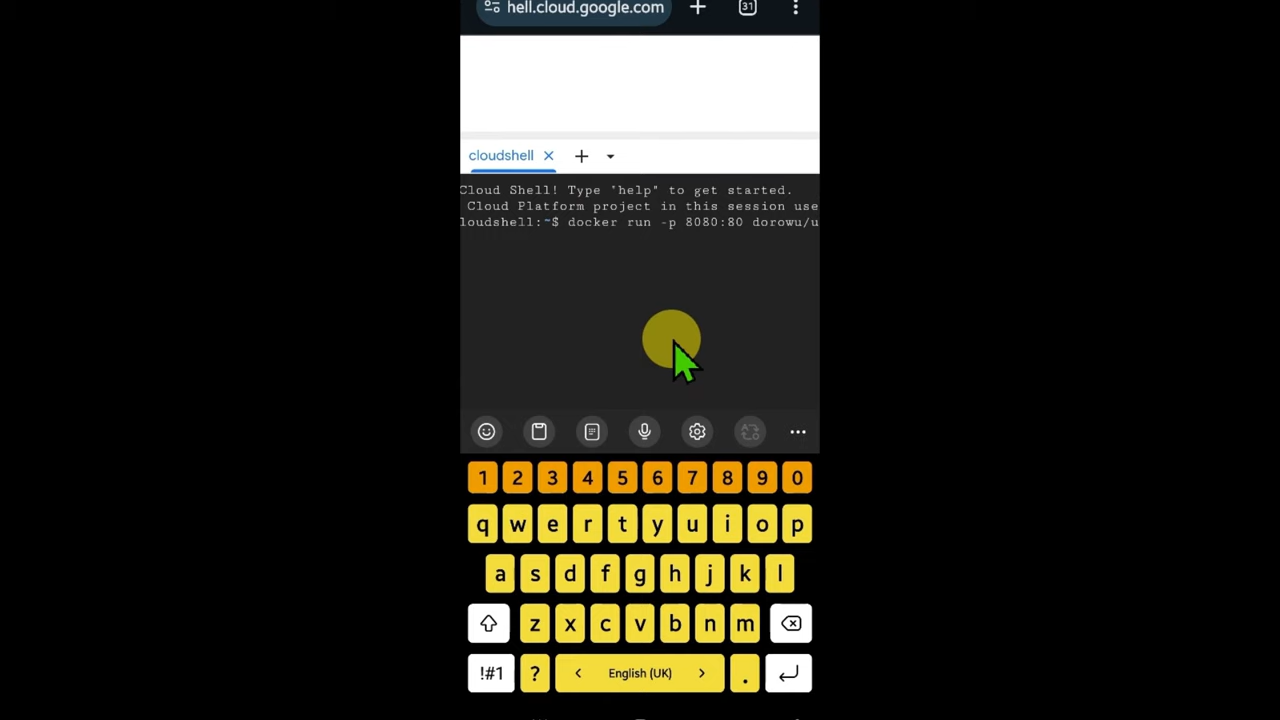 hell.cloud.google.com
31
cloudshell
Cloud Shell! Type "help" to get started.
Cloud Platform project in this session use
loudshell:~$ docker run -p 8080:80 dorowu/u
1 2 3 4 5 6 7 8 9 0
q w e r t y u i o p
a s d f g h j k l
z x c v b n m
!#1 ? < English (UK) > .